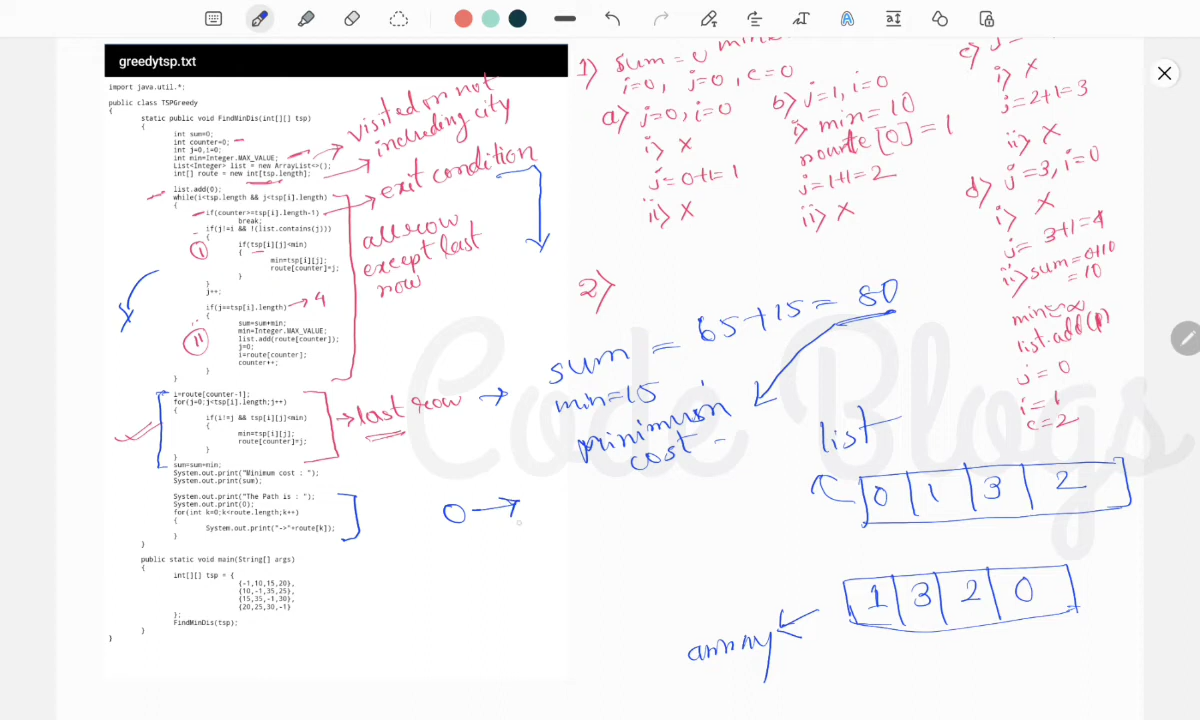 greedytsp.txt
import java.util.*;
public class TSPGreedy
{
static public void FindMinDis(int[][] tsp)
{
int sum=0;
int counter=0;
int j=0,i=0;
int min=Integer.MAX_VALUE;
List<Integer> list = new ArrayList<>();
int[] route = new int[tsp.length];
list.add(0);
while(i<tsp.length && j<tsp[i].length)
{
if(counter>=tsp[i].length-1)
break;
if(j!=i && !(list.contains(j)))
{
if(tsp[i][j]<min)
{
min=tsp[i][j];
route[counter]=j;
}
}
j++;
if(j==tsp[i].length)
{
sum=sum+min;
min=Integer.MAX_VALUE;
list.add(route[counter]);
j=0;
i=route[counter];
counter++;
}
}
i=route[counter-1];
for(j=0;j<tsp[i].length;j++)
{
if(i!=j && tsp[i][j]<min)
{
min=tsp[i][j];
route[counter]=j;
}
}
sum=sum+min;
System.out.print("Minimum cost : ");
System.out.print(sum);
System.out.print("The Path is : ");
System.out.print(0);
for(int k=0;k<route.length;k++)
{
System.out.print("->"+route[k]);
}
}
public static void main(String[] args)
{
int[][] tsp = {
{-1,10,15,20},
{10,-1,35,25},
{15,35,-1,30},
{20,25,30,-1}
};
FindMinDis(tsp);
}
}
visited or not
including city
exit condition
all row
except last
row
i
→ 4
ii
→ last row →
0 →
1) sum = 0
i=0, j=0, c=0
a) j=0, i=0
i) X
j=0+1=1
ii) X
b) j=1, i=0
i) min=10
route[0]=1
j=1+1=2
ii) X
c)
i) X
j=2+1=3
ii) X
d) j=3, i=0
i) X
j=3+1=4
ii) sum=0+10
=10
min=∞
list.add(1)
j=0
i=1
c=2
2)
sum = 65+15= 80
min=15
minimum
cost -
list
0 1 3 2
1 3 2 0
array
Code Blogs